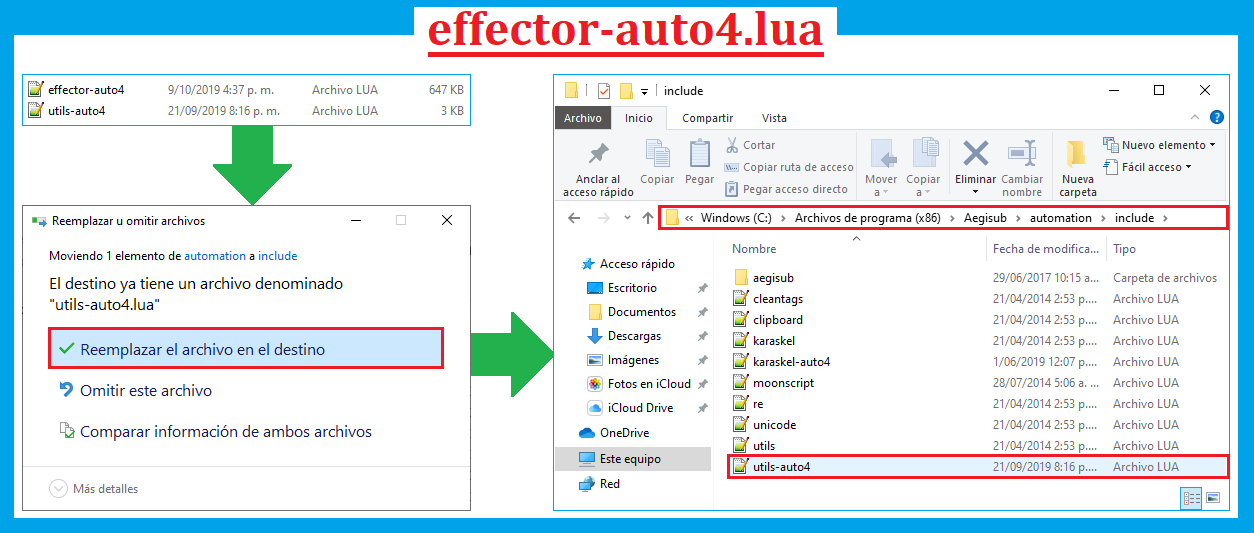 effector-auto4.lua
effector-auto4 9/10/2019 4:37 p. m. Archivo LUA 647 KB
utils-auto4 21/09/2019 8:16 p. m. Archivo LUA 3 KB
Reemplazar u omitir archivos
Moviendo 1 elemento de automation a include
El destino ya tiene un archivo denominado
"utils-auto4.lua"
Reemplazar el archivo en el destino
Omitir este archivo
Comparar información de ambos archivos
Más detalles
include
Archivo Inicio Compartir Vista
Anclar al
acceso rápido
Copiar
Pegar
Cortar
Copiar ruta de acceso
Pegar acceso directo
Mover
a
Copiar
a
Eliminar
Cambiar
nombre
Nueva
carpeta
Nuevo elemento
Fácil acceso
« Windows (C:) > Archivos de programa (x86) > Aegisub > automation > include >
Acceso rápido
Escritorio
Documentos
Descargas
Imágenes
Fotos en iCloud
iCloud Drive
OneDrive
Este equipo
Red
Nombre Fecha de modifica... Tipo
aegisub 29/06/2017 10:15 a... Carpeta de archivos
cleantags 21/04/2014 2:53 p.... Archivo LUA
clipboard 21/04/2014 2:53 p.... Archivo LUA
karaskel 21/04/2014 2:53 p.... Archivo LUA
karaskel-auto4 1/06/2019 12:07 p.... Archivo LUA
moonscript 28/07/2014 5:06 a. ... Archivo LUA
re 21/04/2014 2:53 p.... Archivo LUA
unicode 21/04/2014 2:53 p.... Archivo LUA
utils 21/04/2014 2:53 p.... Archivo LUA
utils-auto4 21/09/2019 8:16 p.... Archivo LUA